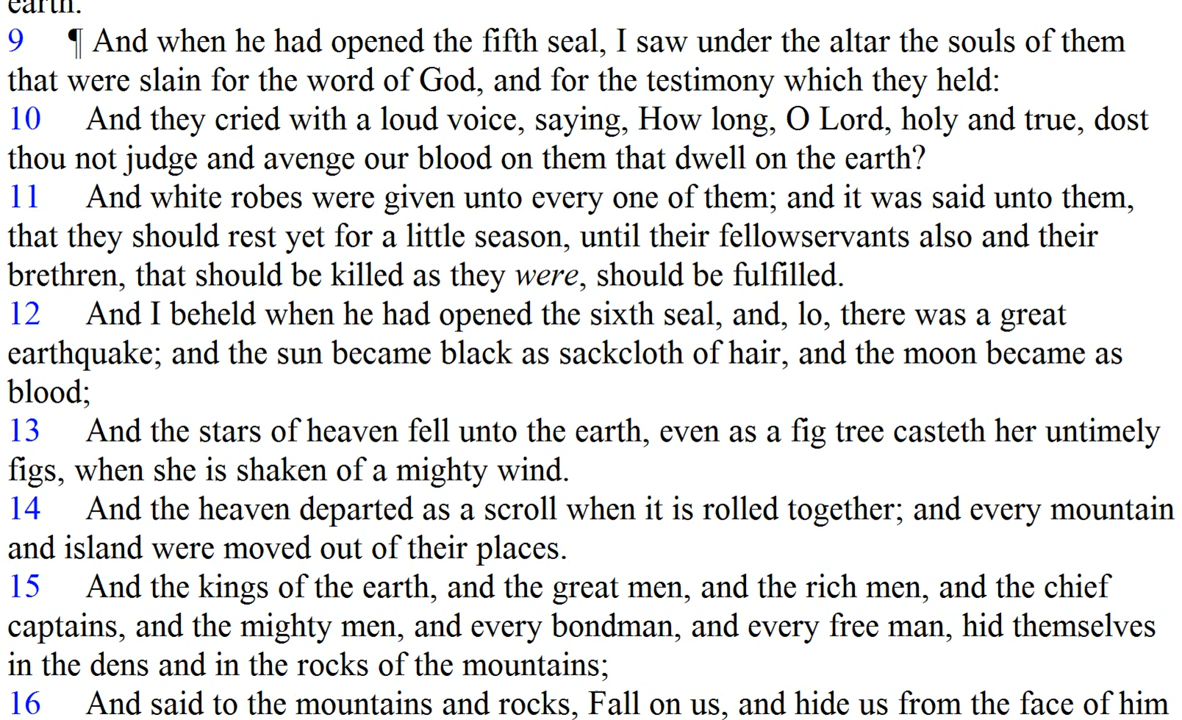 earth.
9 ¶ And when he had opened the fifth seal, I saw under the altar the souls of them
that were slain for the word of God, and for the testimony which they held:
10 And they cried with a loud voice, saying, How long, O Lord, holy and true, dost
thou not judge and avenge our blood on them that dwell on the earth?
11 And white robes were given unto every one of them; and it was said unto them,
that they should rest yet for a little season, until their fellowservants also and their
brethren, that should be killed as they were, should be fulfilled.
12 And I beheld when he had opened the sixth seal, and, lo, there was a great
earthquake; and the sun became black as sackcloth of hair, and the moon became as
blood;
13 And the stars of heaven fell unto the earth, even as a fig tree casteth her untimely
figs, when she is shaken of a mighty wind.
14 And the heaven departed as a scroll when it is rolled together; and every mountain
and island were moved out of their places.
15 And the kings of the earth, and the great men, and the rich men, and the chief
captains, and the mighty men, and every bondman, and every free man, hid themselves
in the dens and in the rocks of the mountains;
16 And said to the mountains and rocks, Fall on us, and hide us from the face of him